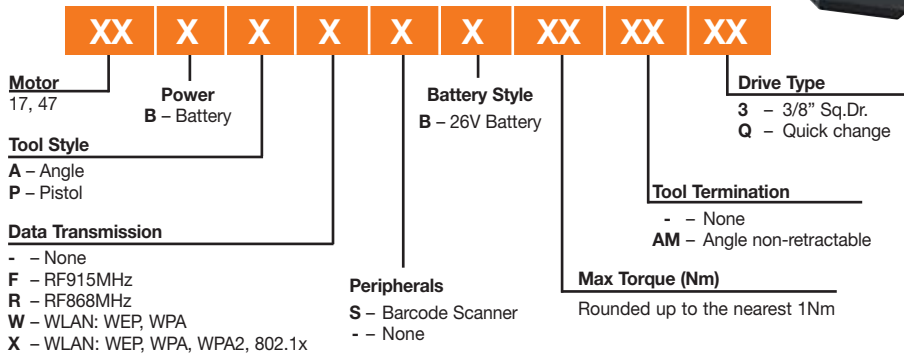 XX X X X X X XX XX XX
Motor
17, 47
Power
B – Battery
Tool Style
A – Angle
P – Pistol
Data Transmission
- – None
F – RF915MHz
R – RF868MHz
W – WLAN: WEP, WPA
X – WLAN: WEP, WPA, WPA2, 802.1x
Peripherals
S – Barcode Scanner
- – None
Battery Style
B – 26V Battery
Max Torque (Nm)
Rounded up to the nearest 1Nm
Tool Termination
- – None
AM – Angle non-retractable
Drive Type
3 – 3/8” Sq.Dr.
Q – Quick change